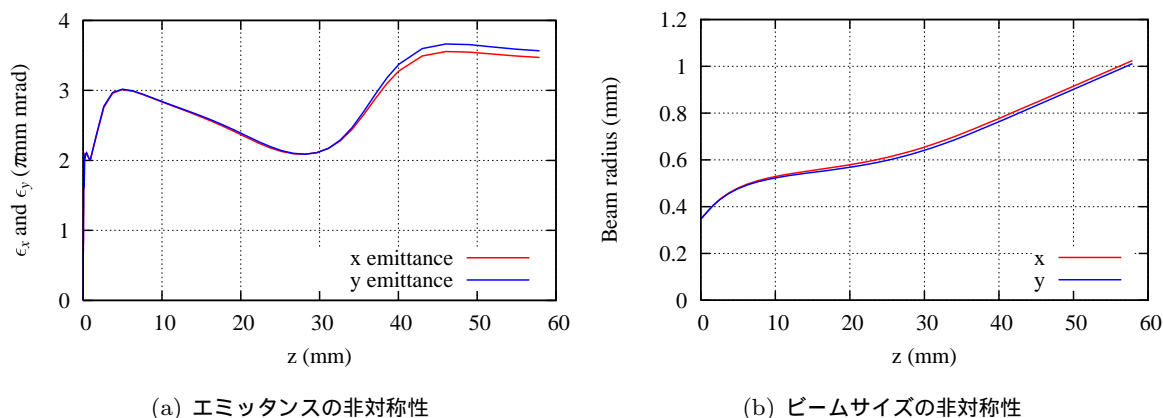 4
3
2
1
0
0 10 20 30 40 50 60
ϵx and ϵy (πmm mrad)
x emittance
y emittance
z (mm)
(a) エミッタンスの非対称性
1.2
1
0.8
0.6
0.4
0.2
0
0 10 20 30 40 50 60
Beam radius (mm)
x
y
z (mm)
(b) ビームサイズの非対称性